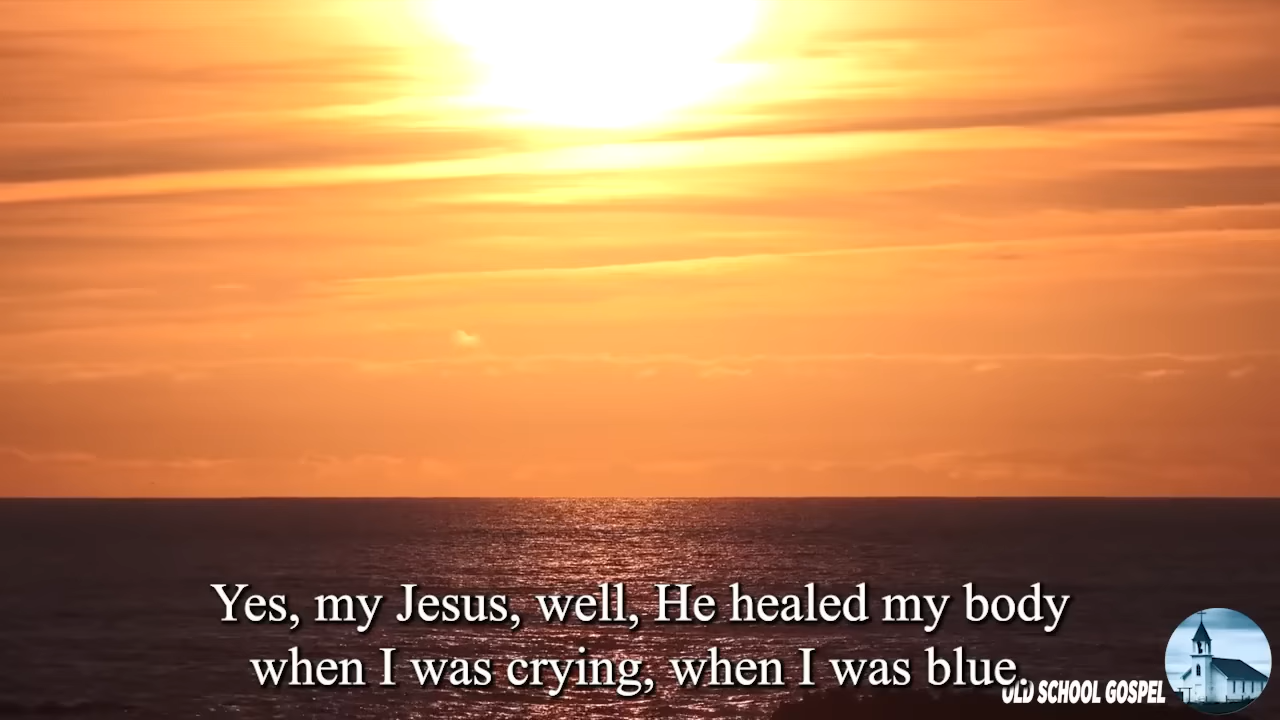 Yes, my Jesus, well, He healed my body
when I was crying, when I was blue.
OLD SCHOOL GOSPEL